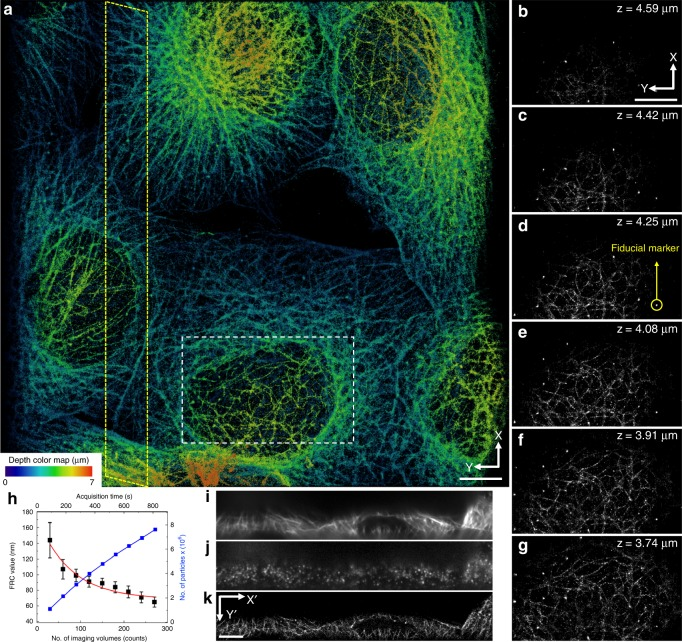 a
X
Y
Depth color map (μm)
0
7
b
z = 4.59 μm
X
Y
c
z = 4.42 μm
d
z = 4.25 μm
Fiducial marker
e
z = 4.08 μm
f
z = 3.91 μm
g
z = 3.74 μm
h
Acquisition time (s)
0 200 400 600 800
FRC value (nm)
180
160
140
120
100
80
60
40
No. of particles x (10⁶)
8
6
4
2
0
0 100 200 300
No. of imaging volumes (counts)
i
j
k
X′
Y′